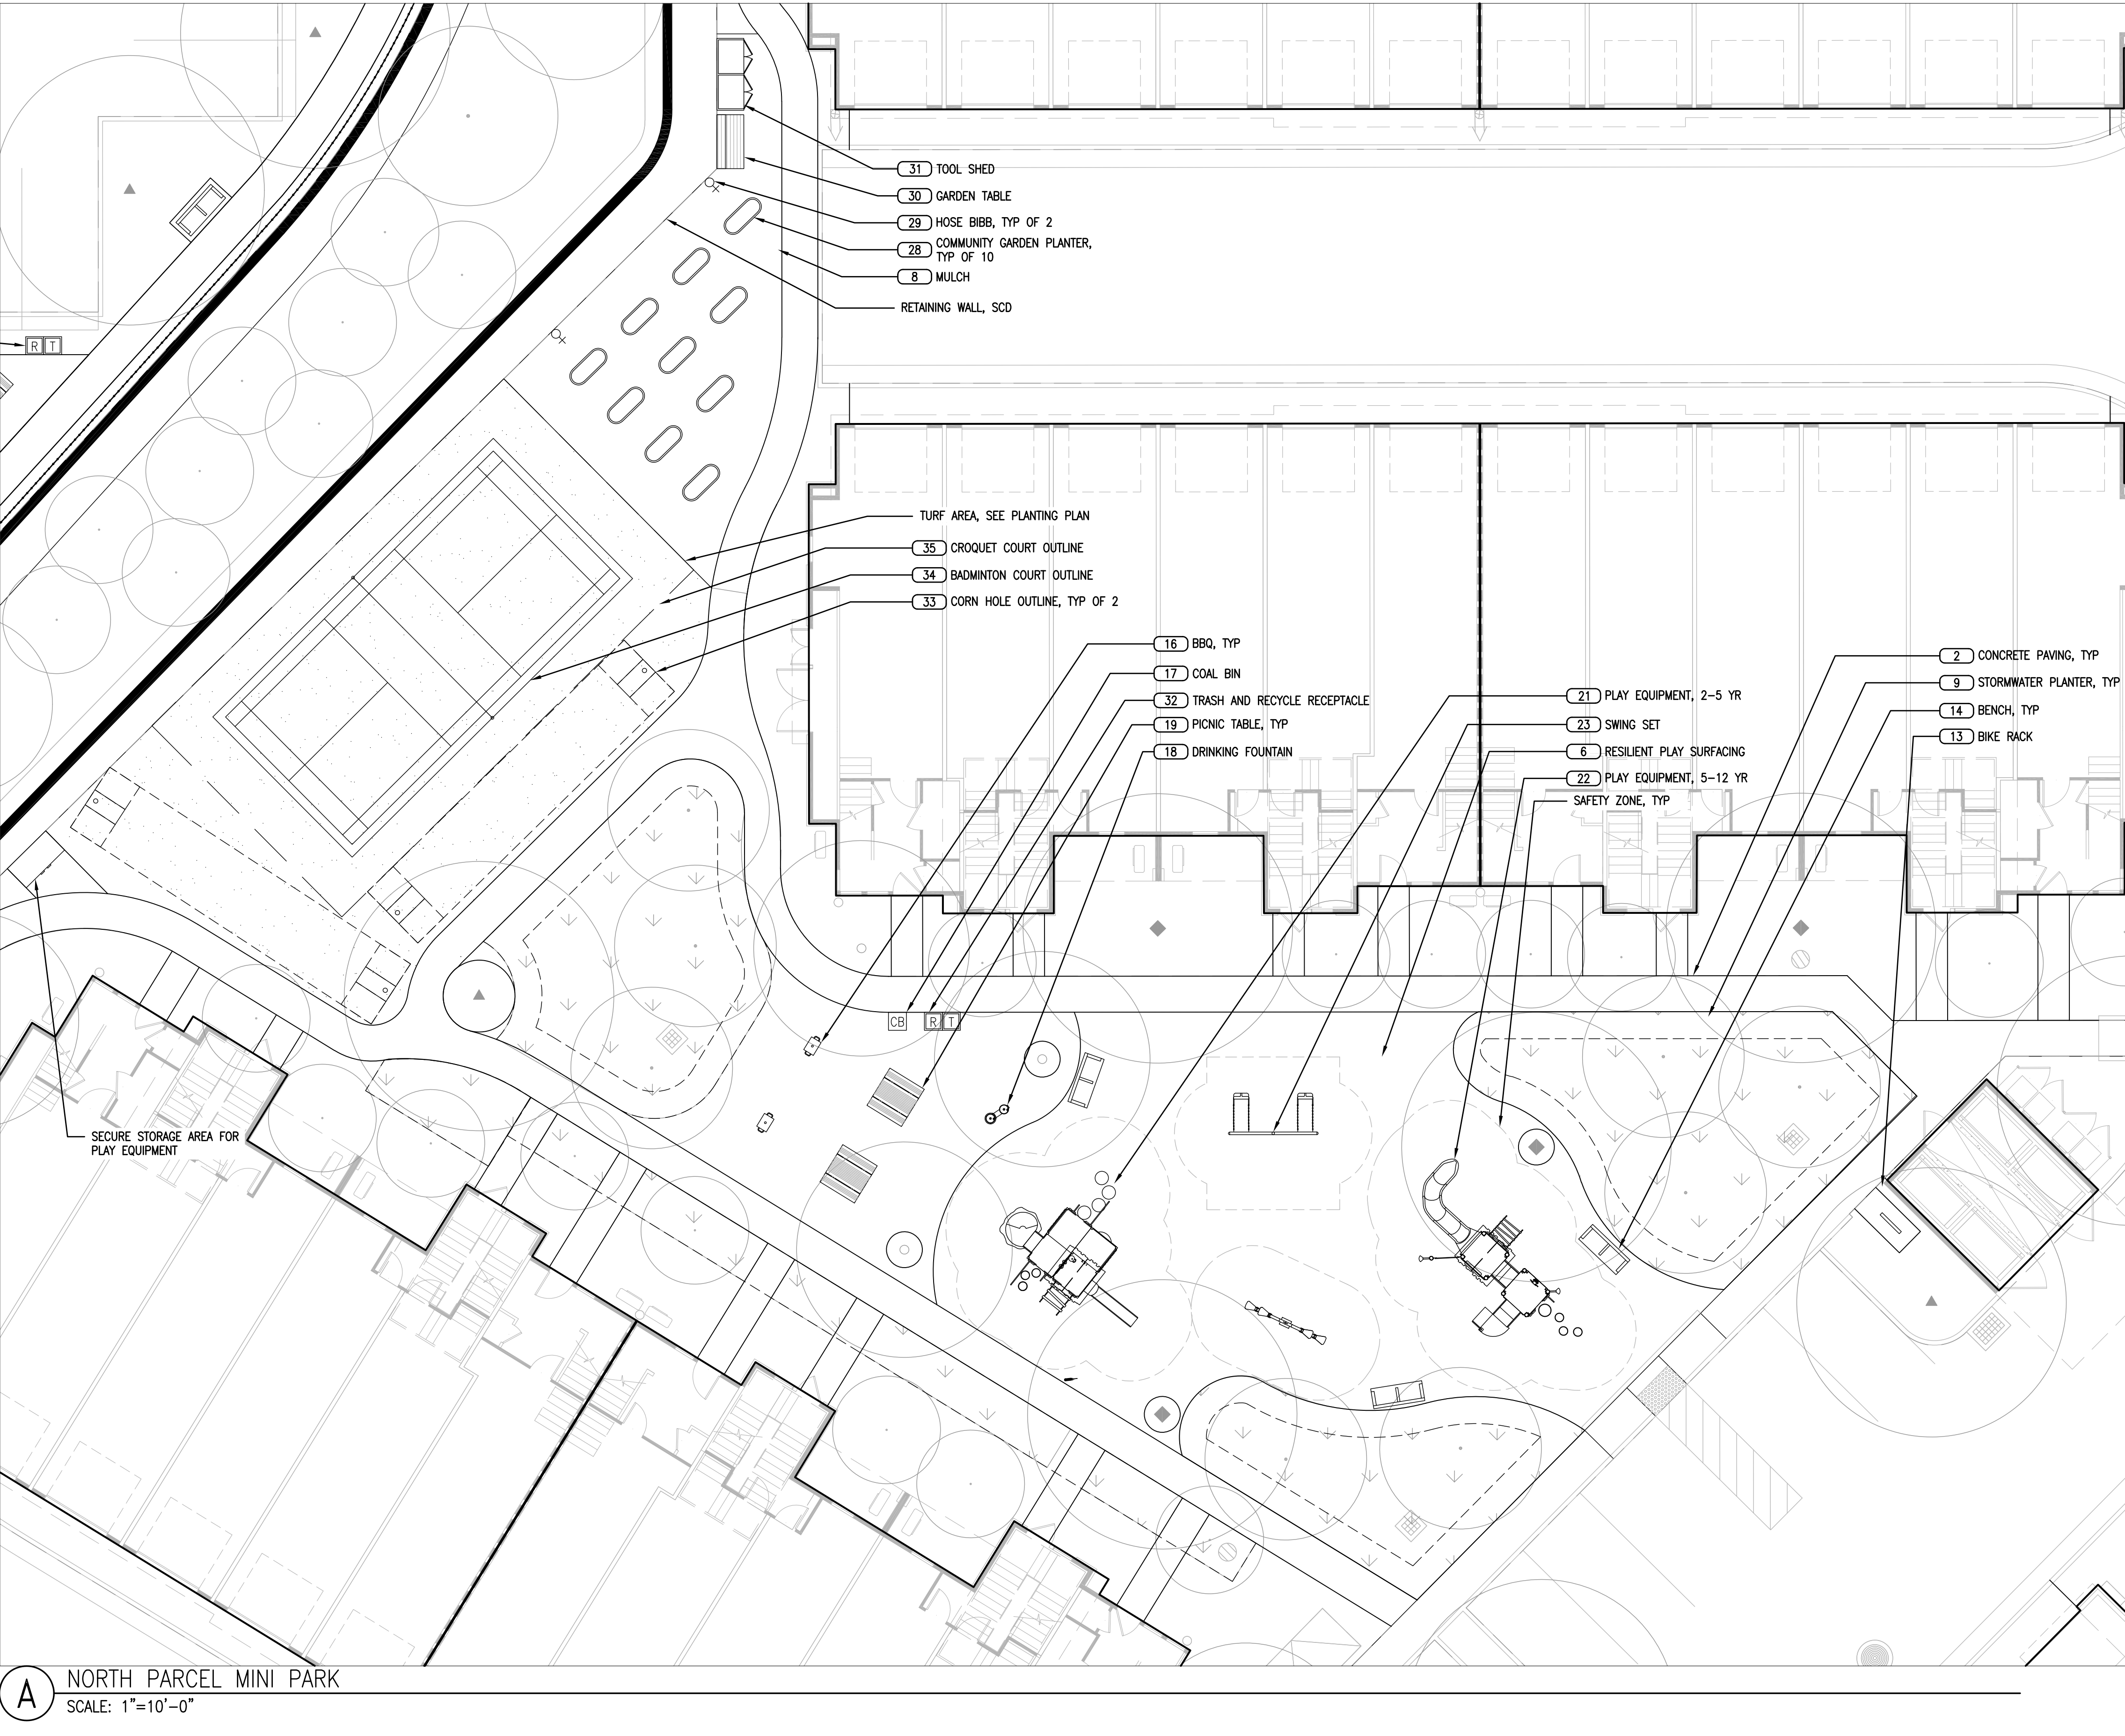 31 TOOL SHED
30 GARDEN TABLE
29 HOSE BIBB, TYP OF 2
28 COMMUNITY GARDEN PLANTER,
TYP OF 10
8 MULCH
RETAINING WALL, SCD
R T
TURF AREA, SEE PLANTING PLAN
35 CROQUET COURT OUTLINE
34 BADMINTON COURT OUTLINE
33 CORN HOLE OUTLINE, TYP OF 2
16 BBQ, TYP
17 COAL BIN
32 TRASH AND RECYCLE RECEPTACLE
19 PICNIC TABLE, TYP
18 DRINKING FOUNTAIN
21 PLAY EQUIPMENT, 2-5 YR
23 SWING SET
6 RESILIENT PLAY SURFACING
22 PLAY EQUIPMENT, 5-12 YR
SAFETY ZONE, TYP
2 CONCRETE PAVING, TYP
9 STORMWATER PLANTER, TYP
14 BENCH, TYP
13 BIKE RACK
CB R T
SECURE STORAGE AREA FOR
PLAY EQUIPMENT
A NORTH PARCEL MINI PARK
SCALE: 1"=10'-0"